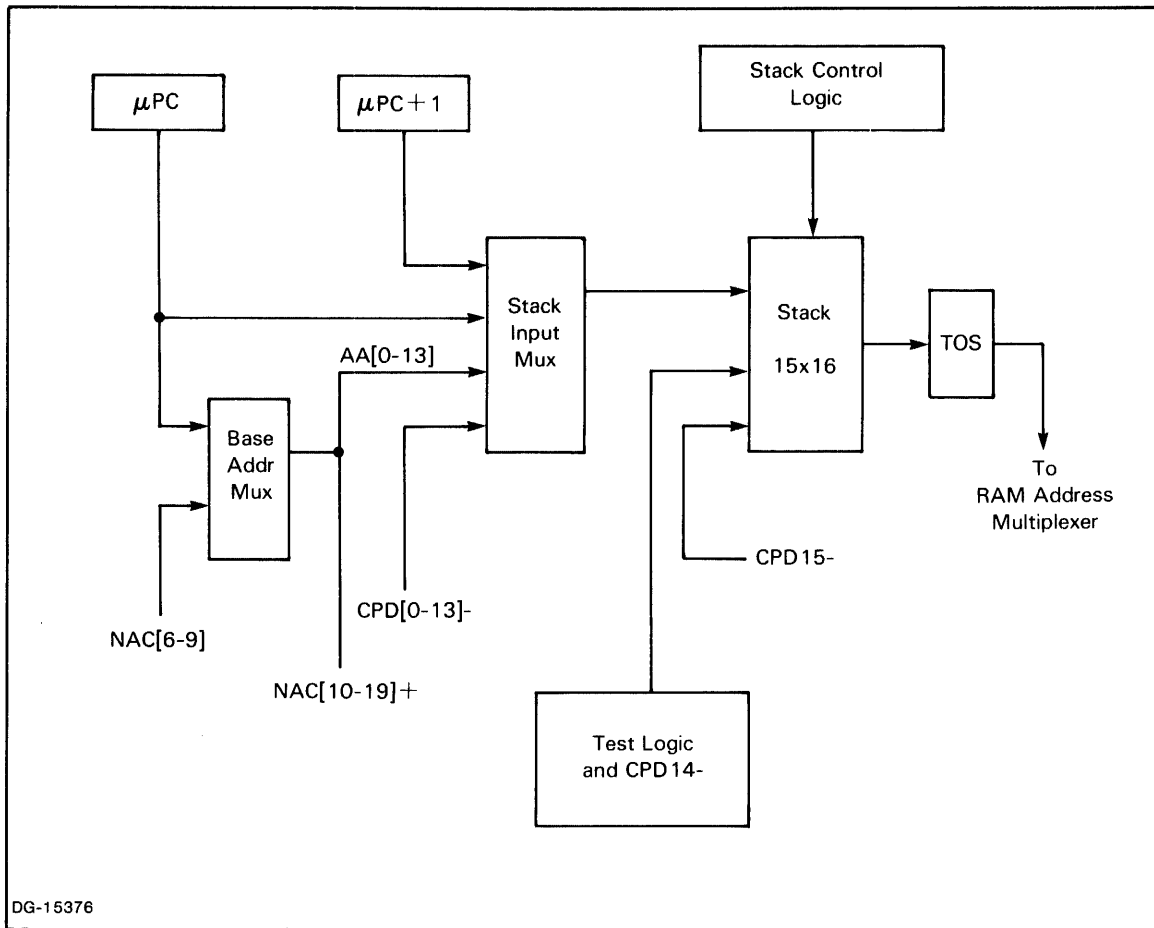 μPC
μPC+1
Stack Control
Logic
Stack
Input
Mux
Stack
15x16
TOS
AA[0-13]
Base
Addr
Mux
To
RAM Address
Multiplexer
CPD15-
CPD[0-13]-
NAC[6-9]
NAC[10-19]+
Test Logic
and CPD14-
DG-15376